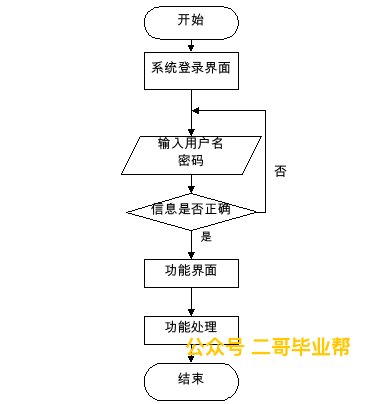 开始
系统登录界面
输入用户名
密码
否
信息是否正确
是
功能界面
功能处理
公众号 二哥毕业帮
结束